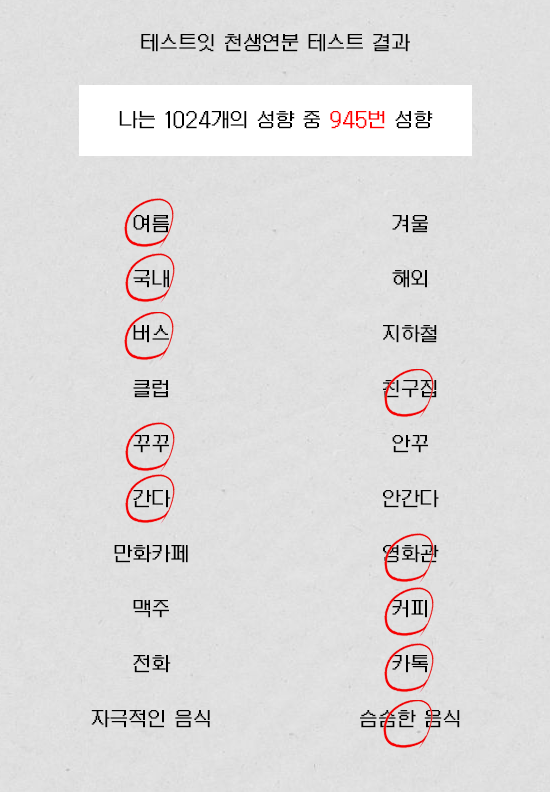 테스트잇 천생연분 테스트 결과
나는 1024개의 성향 중 945번 성향
여름 겨울
국내 해외
버스 지하철
클럽 친구집
꾸꾸 안꾸
간다 안간다
만화카페 영화관
맥주 커피
전화 카톡
자극적인 음식 슴슴한 음식